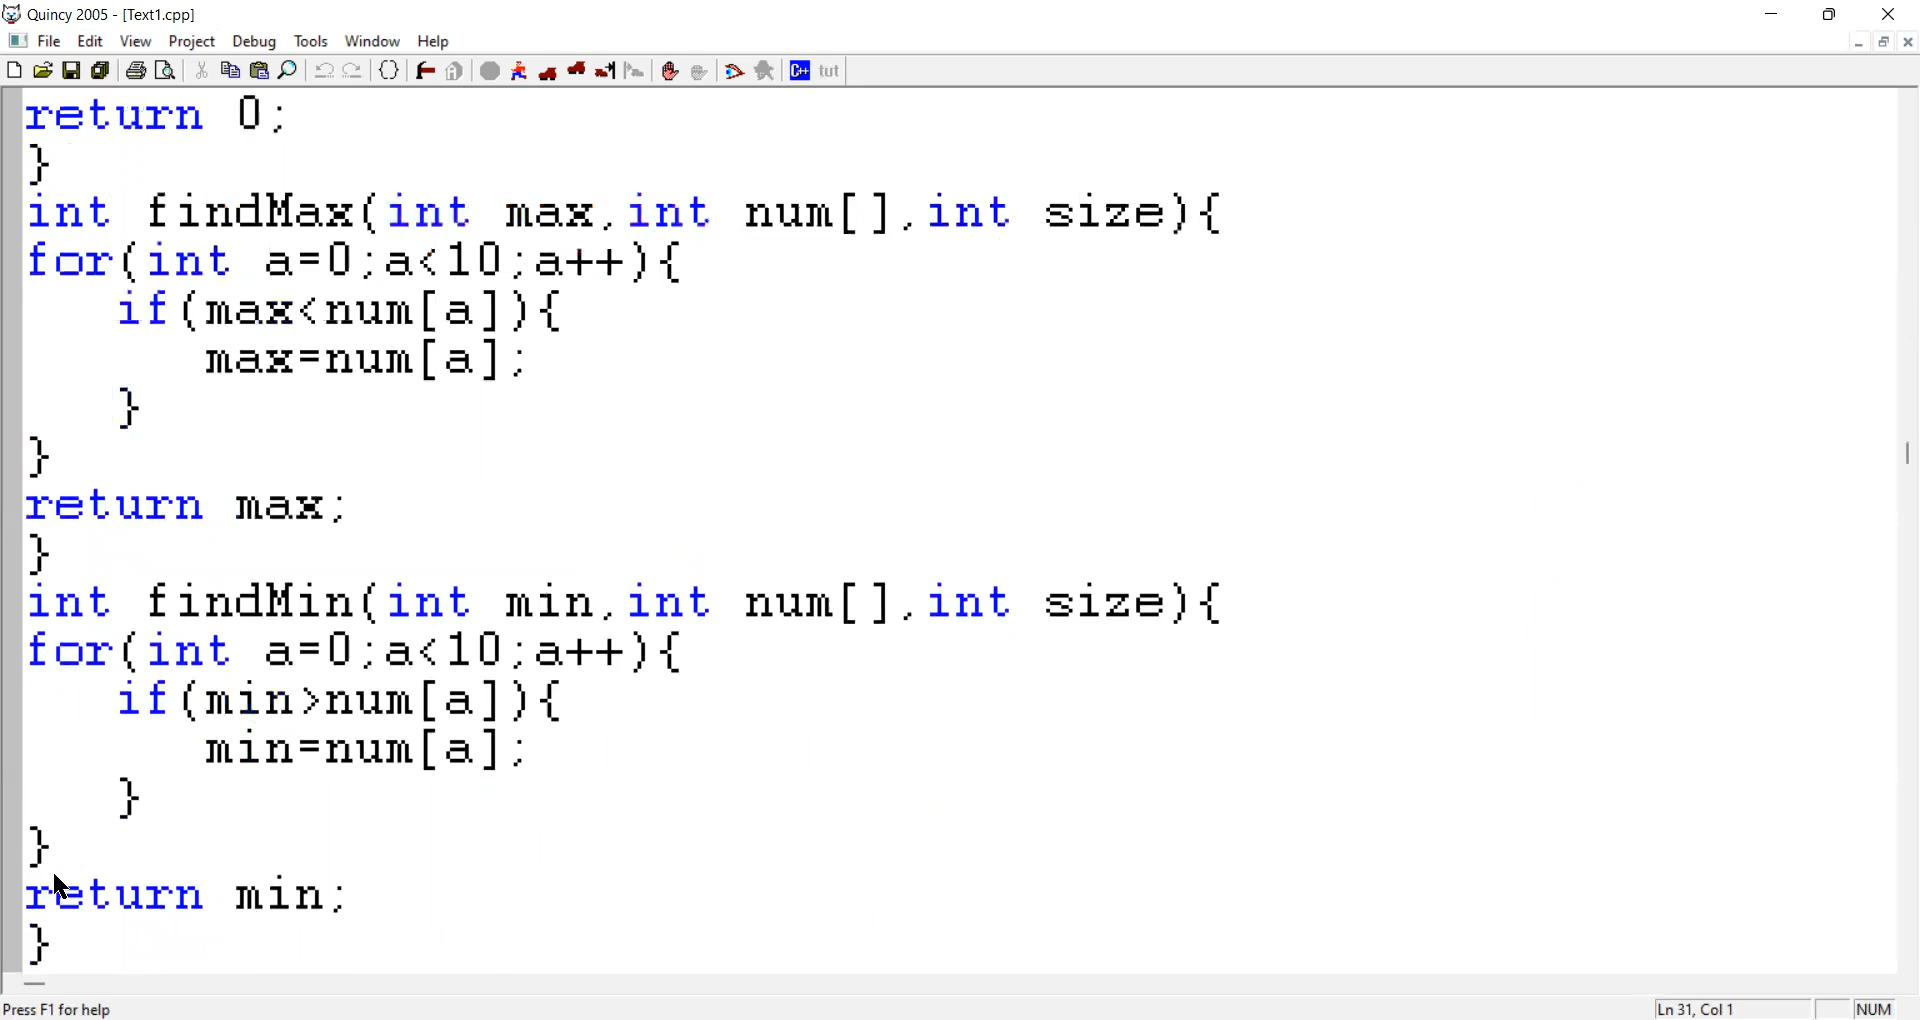 Quincy 2005 - [Text1.cpp]
File Edit View Project Debug Tools Window Help
C++ tut
return 0;
}
int findMax(int max,int num[],int size){
for(int a=0;a<10;a++){
if(max<num[a]){
max=num[a];
}
}
return max;
}
int findMin(int min,int num[],int size){
for(int a=0;a<10;a++){
if(min>num[a]){
min=num[a];
}
}
return min;
}
Press F1 for help
Ln 31, Col 1
NUM